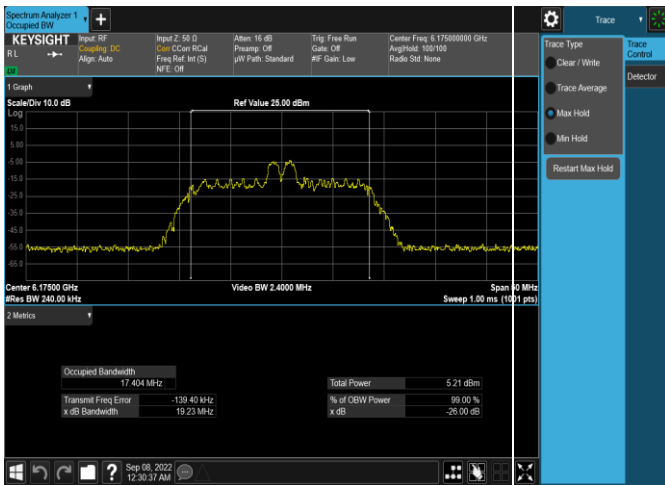 Spectrum Analyzer 1
Occupied BW
Trace
KEYSIGHT
R L
LV
Input: RF
Coupling: DC
Align: Auto
Input Z: 50 Ω
Corr CCorr RCal
Freq Ref: Int (S)
NFE: Off
Atten: 16 dB
Preamp: Off
µW Path: Standard
Trig: Free Run
Gate: Off
#IF Gain: Low
Center Freq: 6.175000000 GHz
Avg|Hold: 100/100
Radio Std: None
Trace Type
Clear / Write
Trace Average
Max Hold
Min Hold
Restart Max Hold
Trace
Control
Detector
1 Graph
Scale/Div 10.0 dB
Ref Value 25.00 dBm
Log
15.0
5.00
-5.00
-15.0
-25.0
-35.0
-45.0
-55.0
-65.0
Center 6.17500 GHz
Video BW 2.4000 MHz
#Res BW 240.00 kHz
Sweep 1.00 ms (1001 pts)
2 Metrics
Occupied Bandwidth
17.404 MHz
Transmit Freq Error -139.40 kHz
x dB Bandwidth 19.23 MHz
Total Power 5.21 dBm
% of OBW Power 99.00 %
x dB -26.00 dB
?
Sep 08, 2022
12:30:37 AM